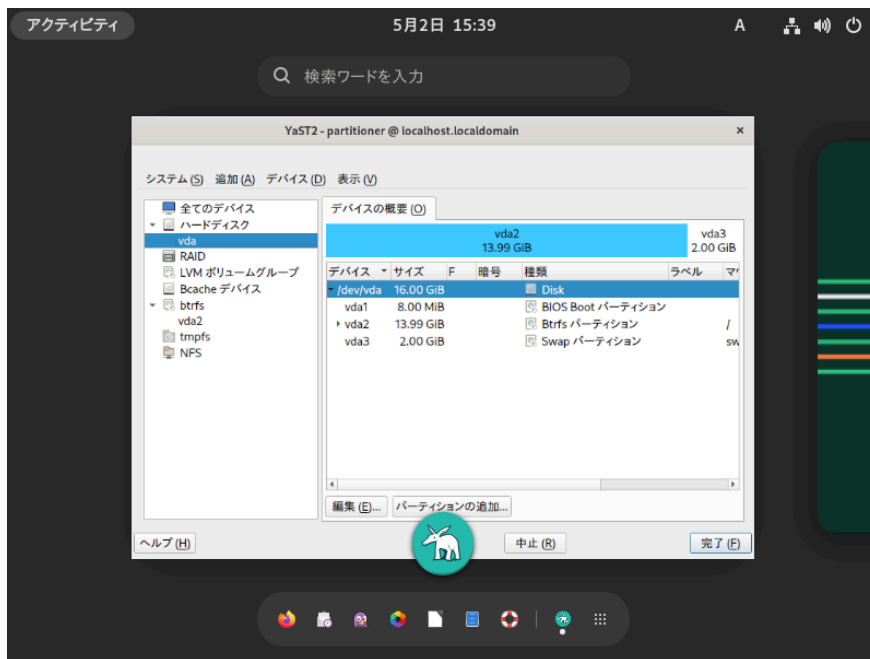 アクティビティ
5月2日 15:39
A
検索ワードを入力
YaST2 - partitioner @ localhost.localdomain
×
システム (S) 追加 (A) デバイス (D) 表示 (V)
全てのデバイス
ハードディスク
vda
RAID
LVM ボリュームグループ
Bcache デバイス
btrfs
vda2
tmpfs
NFS
デバイスの概要 (O)
vda2
13.99 GiB
vda3
2.00 GiB
デバイス サイズ F 暗号 種類 ラベル マ
/dev/vda 16.00 GiB Disk
vda1 8.00 MiB BIOS Boot パーティション
vda2 13.99 GiB Btrfs パーティション /
vda3 2.00 GiB Swap パーティション sw
編集 (E)... パーティションの追加...
ヘルプ (H) 中止 (R) 完了 (F)